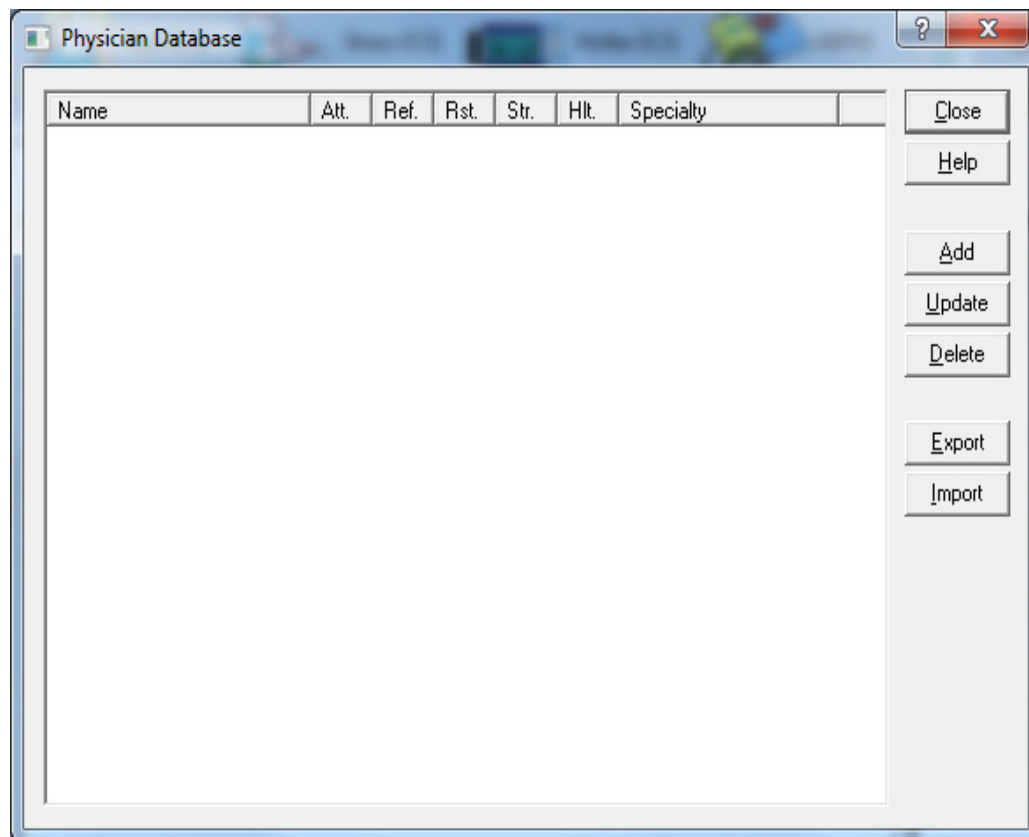 Physician Database
Name Att. Ref. Rst. Str. Hlt. Specialty
Close
Help
Add
Update
Delete
Export
Import